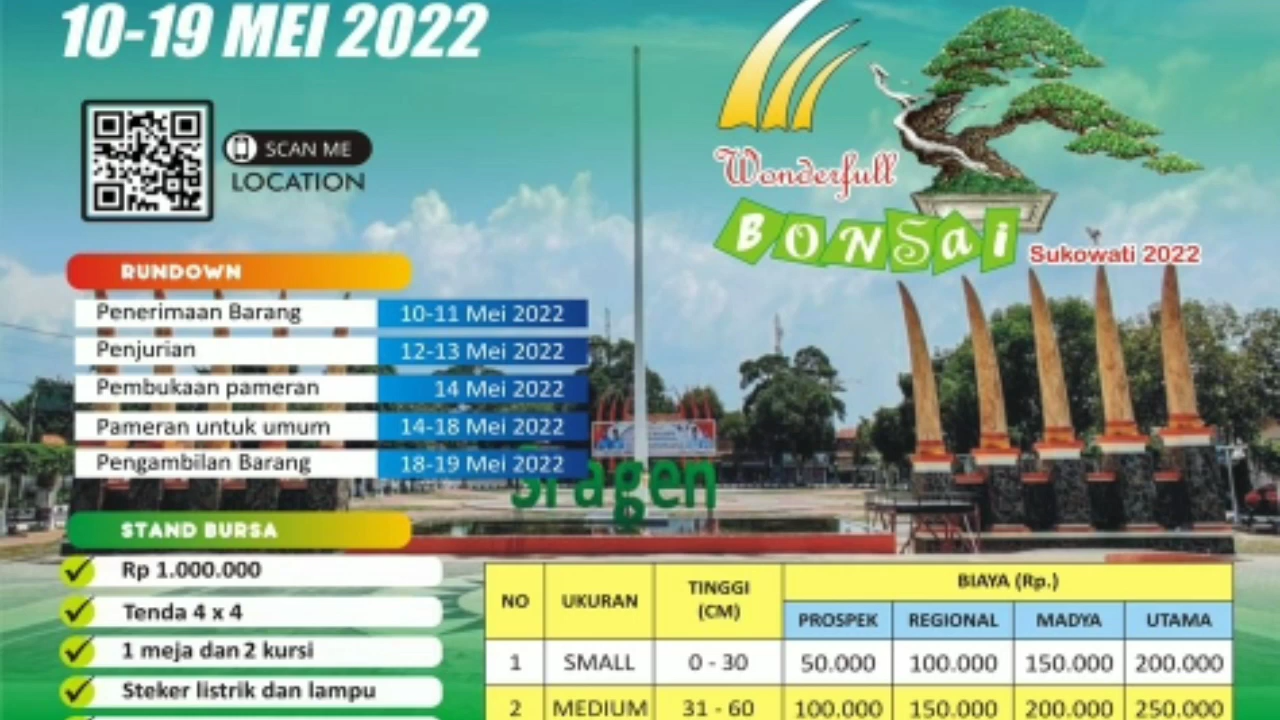 10-19 MEI 2022
SCAN ME
LOCATION
Wonderfull
BONSai
Sukowati 2022
RUNDOWN
Penerimaan Barang 10-11 Mei 2022
Penjurian 12-13 Mei 2022
Pembukaan pameran 14 Mei 2022
Pameran untuk umum 14-18 Mei 2022
Pengambilan Barang 18-19 Mei 2022
Sragen
STAND BURSA
Rp 1.000.000
Tenda 4 x 4
1 meja dan 2 kursi
Steker listrik dan lampu
NO UKURAN TINGGI (CM) BIAYA (Rp.)
PROSPEK REGIONAL MADYA UTAMA
1 SMALL 0 - 30 50.000 100.000 150.000 200.000
2 MEDIUM 31 - 60 100.000 150.000 200.000 250.000